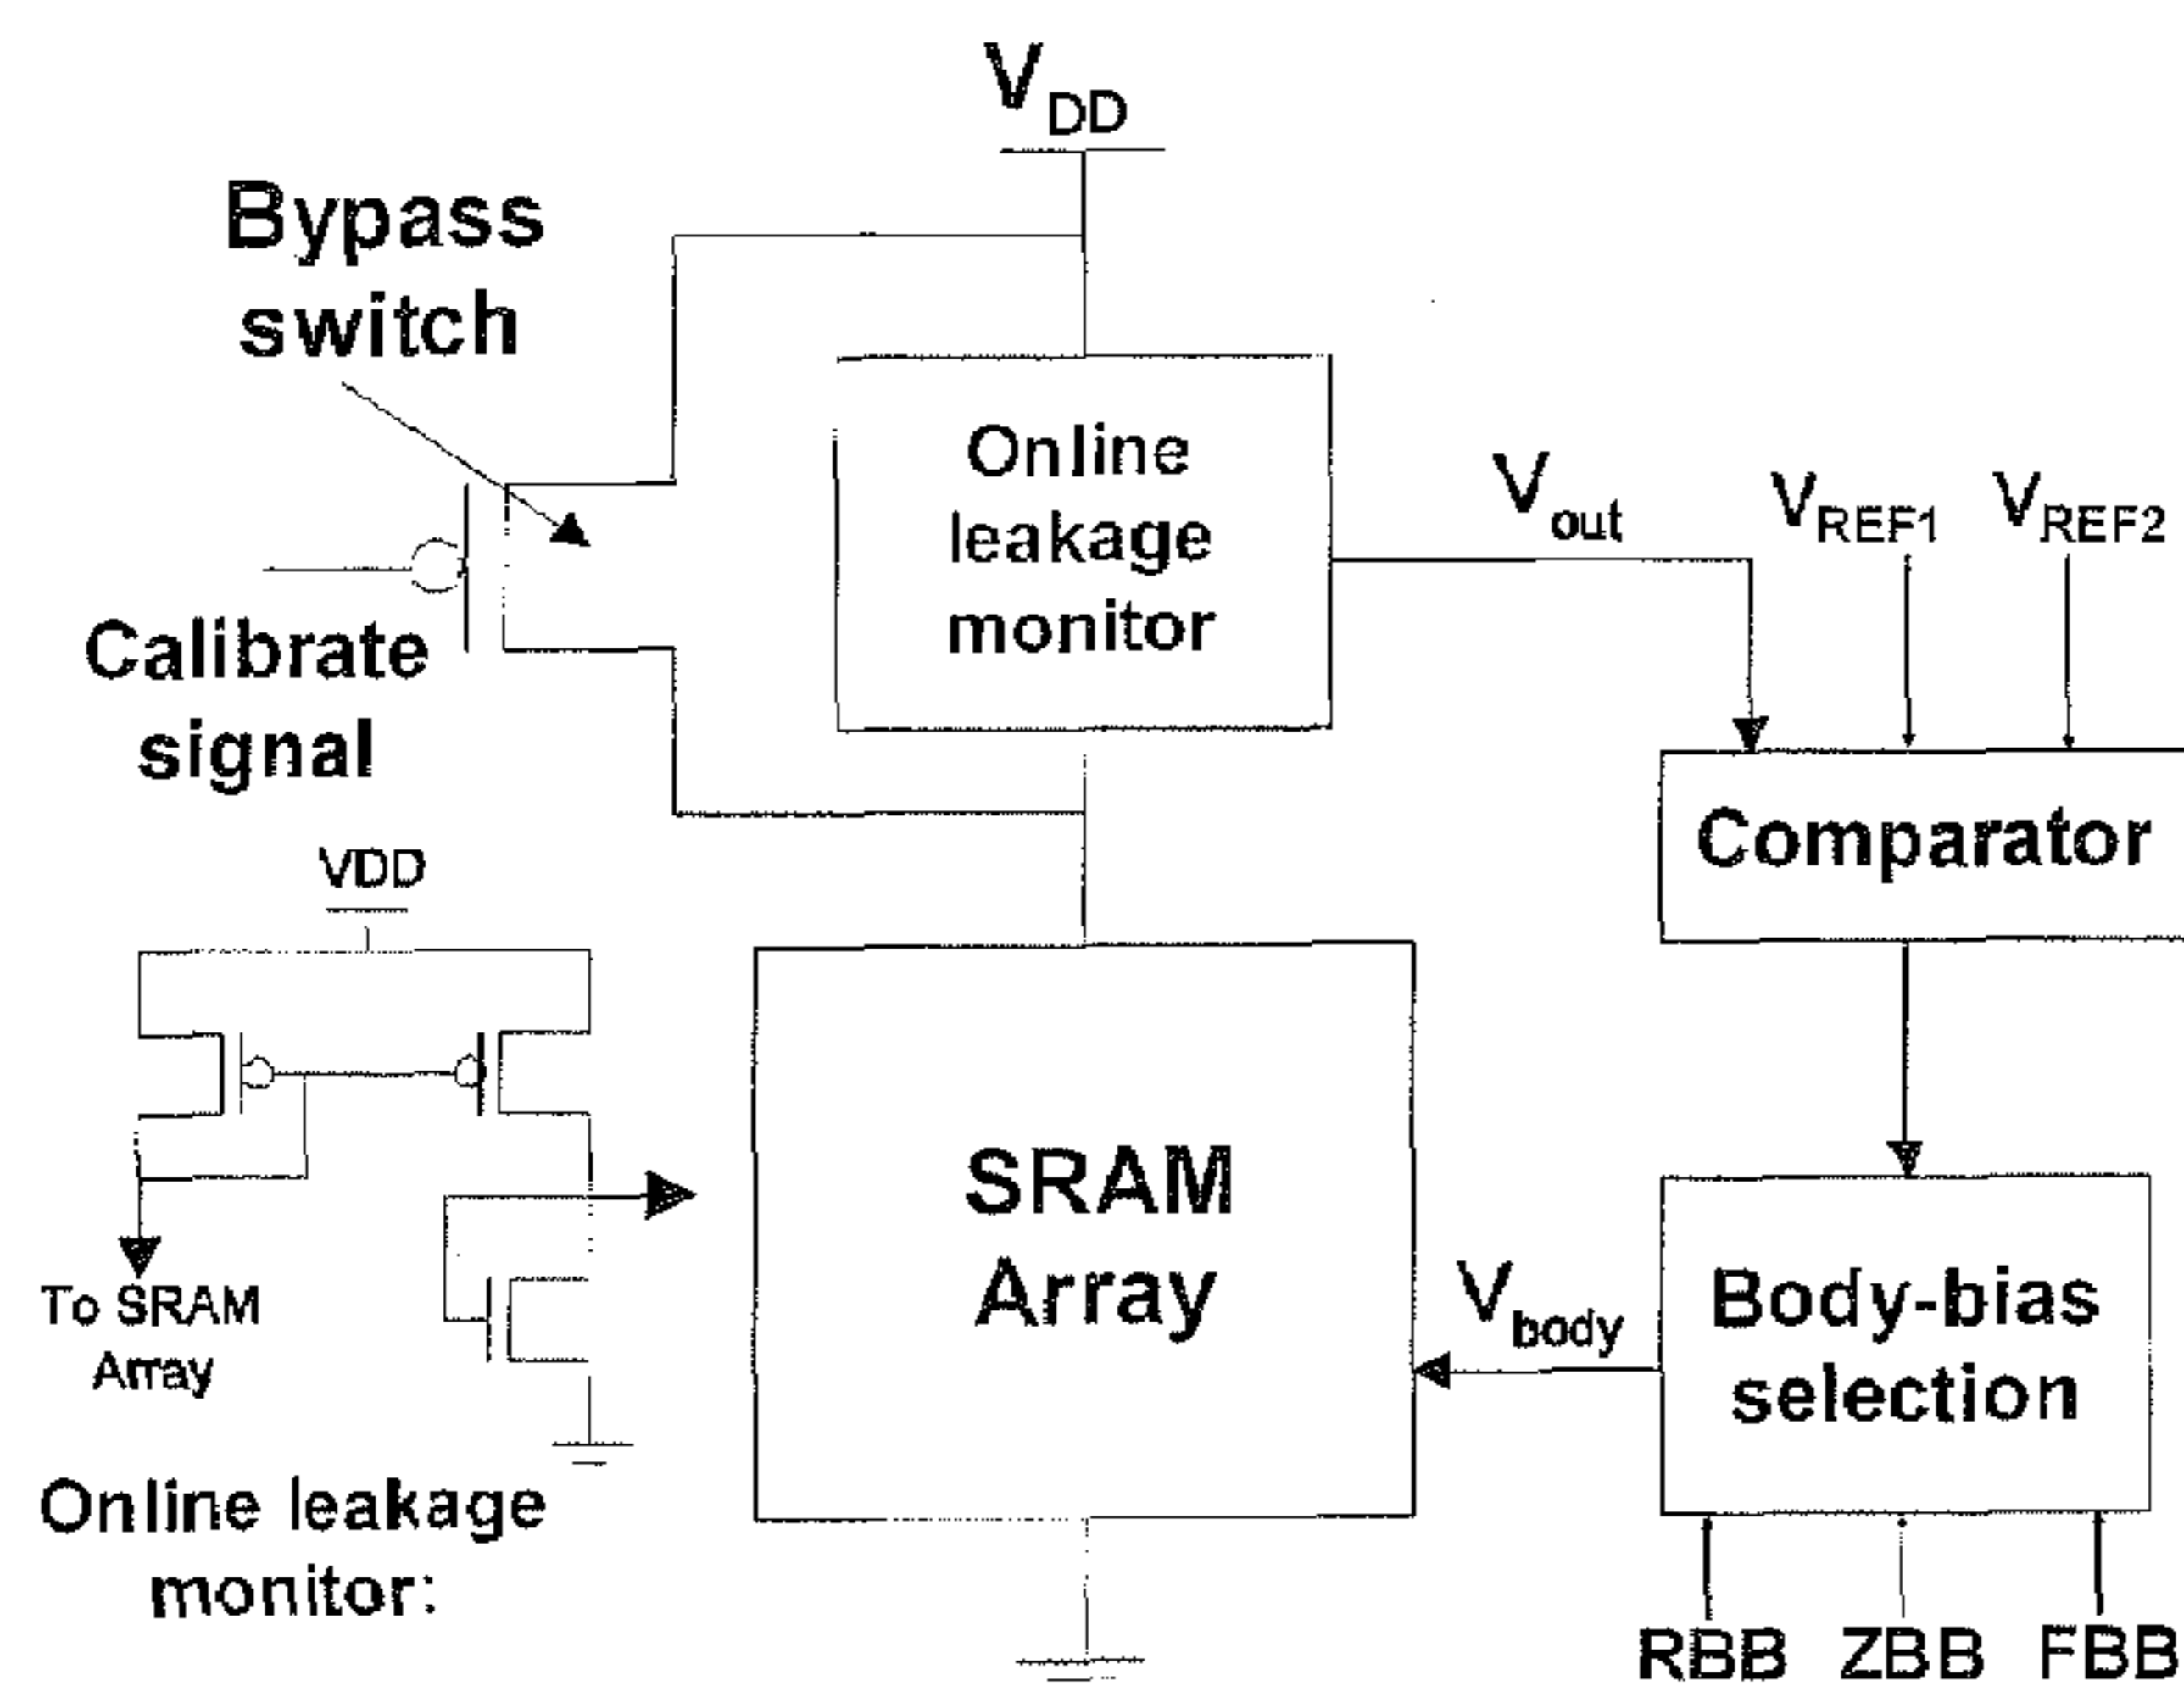 VDD
Bypass
switch
Online
leakage
monitor
Vout
VREF1
VREF2
Calibrate
signal
Comparator
VDD
SRAM
Array
To SRAM
Array
Vbody
Body-bias
selection
Online leakage
monitor:
RBB
ZBB
FBB